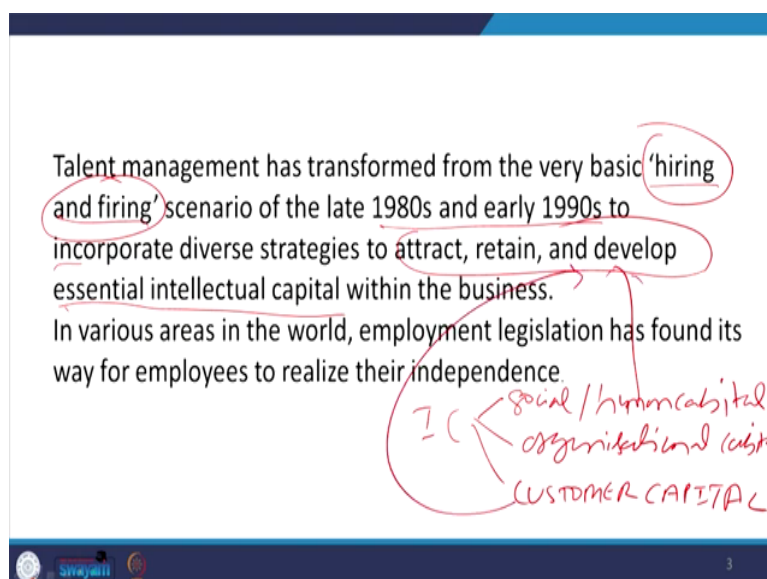 Talent management has transformed from the very basic 'hiring
and firing' scenario of the late 1980s and early 1990s to
incorporate diverse strategies to attract, retain, and develop
essential intellectual capital within the business.
In various areas in the world, employment legislation has found its
way for employees to realize their independence.
social / human capital
IC
organisational
CUSTOMER CAPITAL
swayam
3